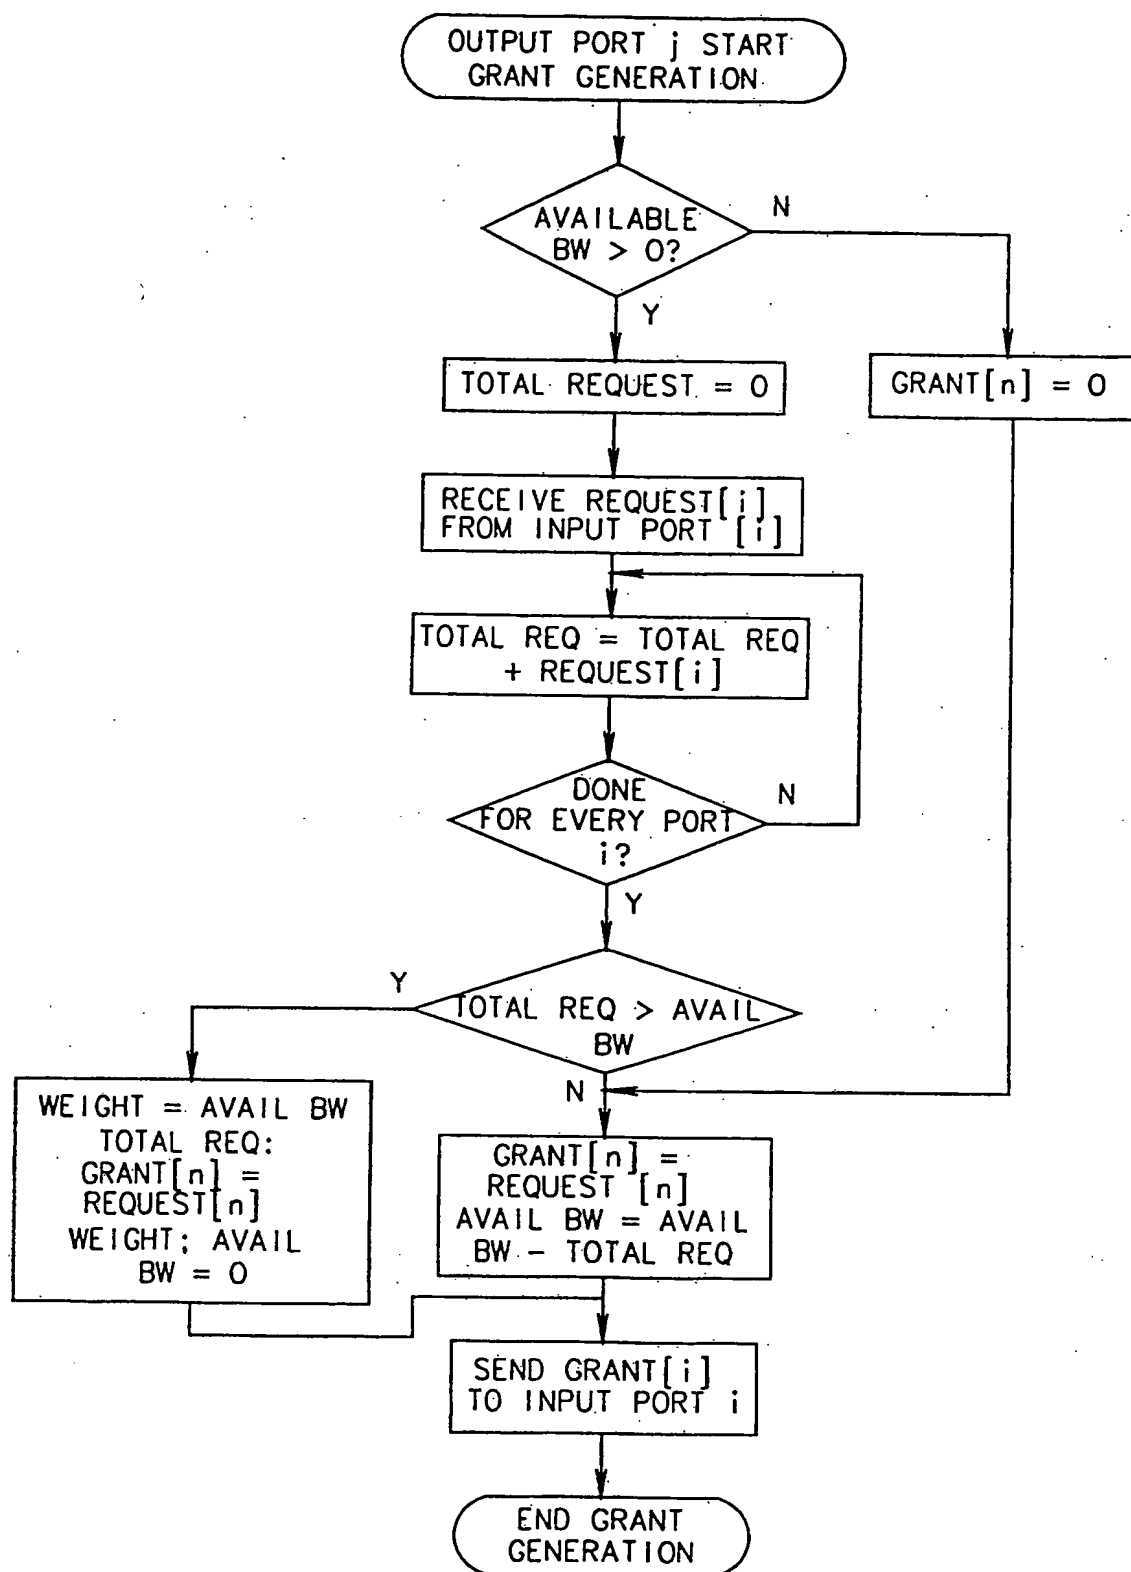 OUTPUT PORT j START
GRANT GENERATION
AVAILABLE
BW > 0?
N
Y
TOTAL REQUEST = 0
GRANT[n] = 0
RECEIVE REQUEST[i]
FROM INPUT PORT [i]
TOTAL REQ = TOTAL REQ
+ REQUEST[i]
DONE
FOR EVERY PORT
i?
N
Y
Y
TOTAL REQ > AVAIL
BW
N
WEIGHT = AVAIL BW
TOTAL REQ:
GRANT[n] =
REQUEST[n]
WEIGHT; AVAIL
BW = 0
GRANT[n] =
REQUEST [n]
AVAIL BW = AVAIL
BW - TOTAL REQ
SEND GRANT[i]
TO INPUT PORT i
END GRANT
GENERATION